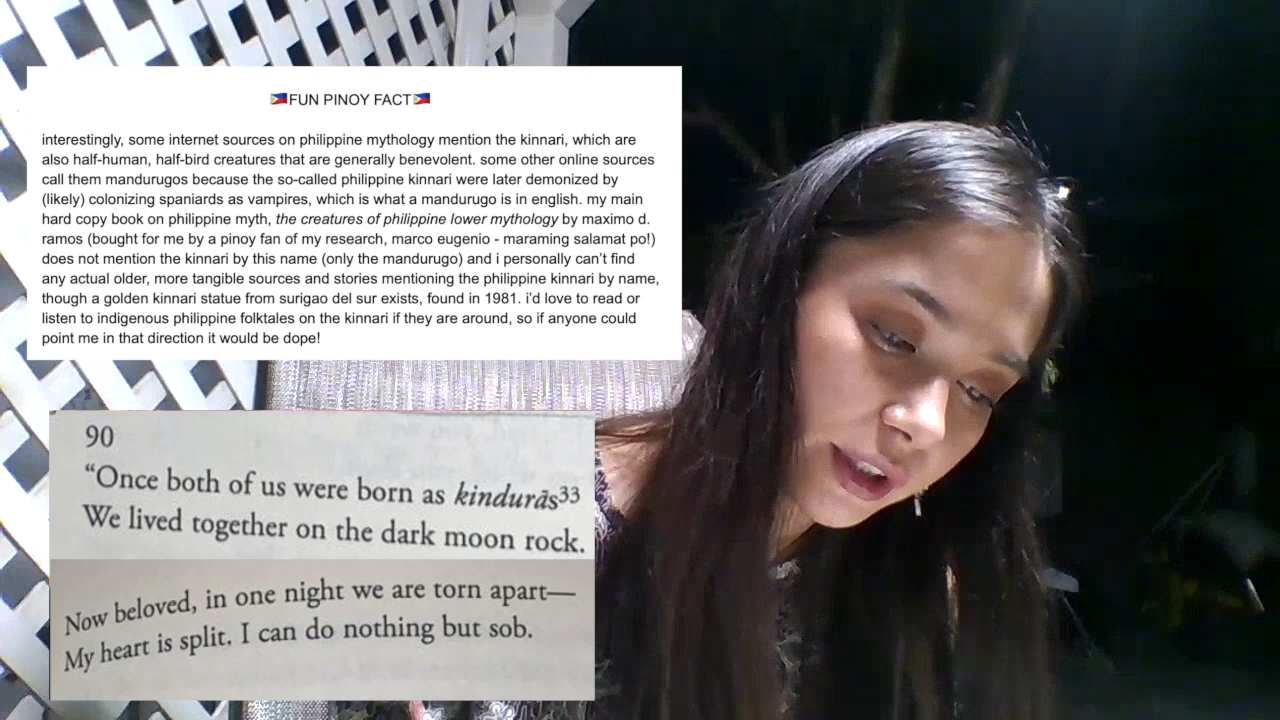 🇵🇭FUN PINOY FACT🇵🇭
interestingly, some internet sources on philippine mythology mention the kinnari, which are
also half-human, half-bird creatures that are generally benevolent. some other online sources
call them mandurugos because the so-called philippine kinnari were later demonized by
(likely) colonizing spaniards as vampires, which is what a mandurugo is in english. my main
hard copy book on philippine myth, the creatures of philippine lower mythology by maximo d.
ramos (bought for me by a pinoy fan of my research, marco eugenio - maraming salamat po!)
does not mention the kinnari by this name (only the mandurugo) and i personally can't find
any actual older, more tangible sources and stories mentioning the philippine kinnari by name,
though a golden kinnari statue from surigao del sur exists, found in 1981. i'd love to read or
listen to indigenous philippine folktales on the kinnari if they are around, so if anyone could
point me in that direction it would be dope!
90
“Once both of us were born as kindurās33
We lived together on the dark moon rock.
Now beloved, in one night we are torn apart—
My heart is split. I can do nothing but sob.